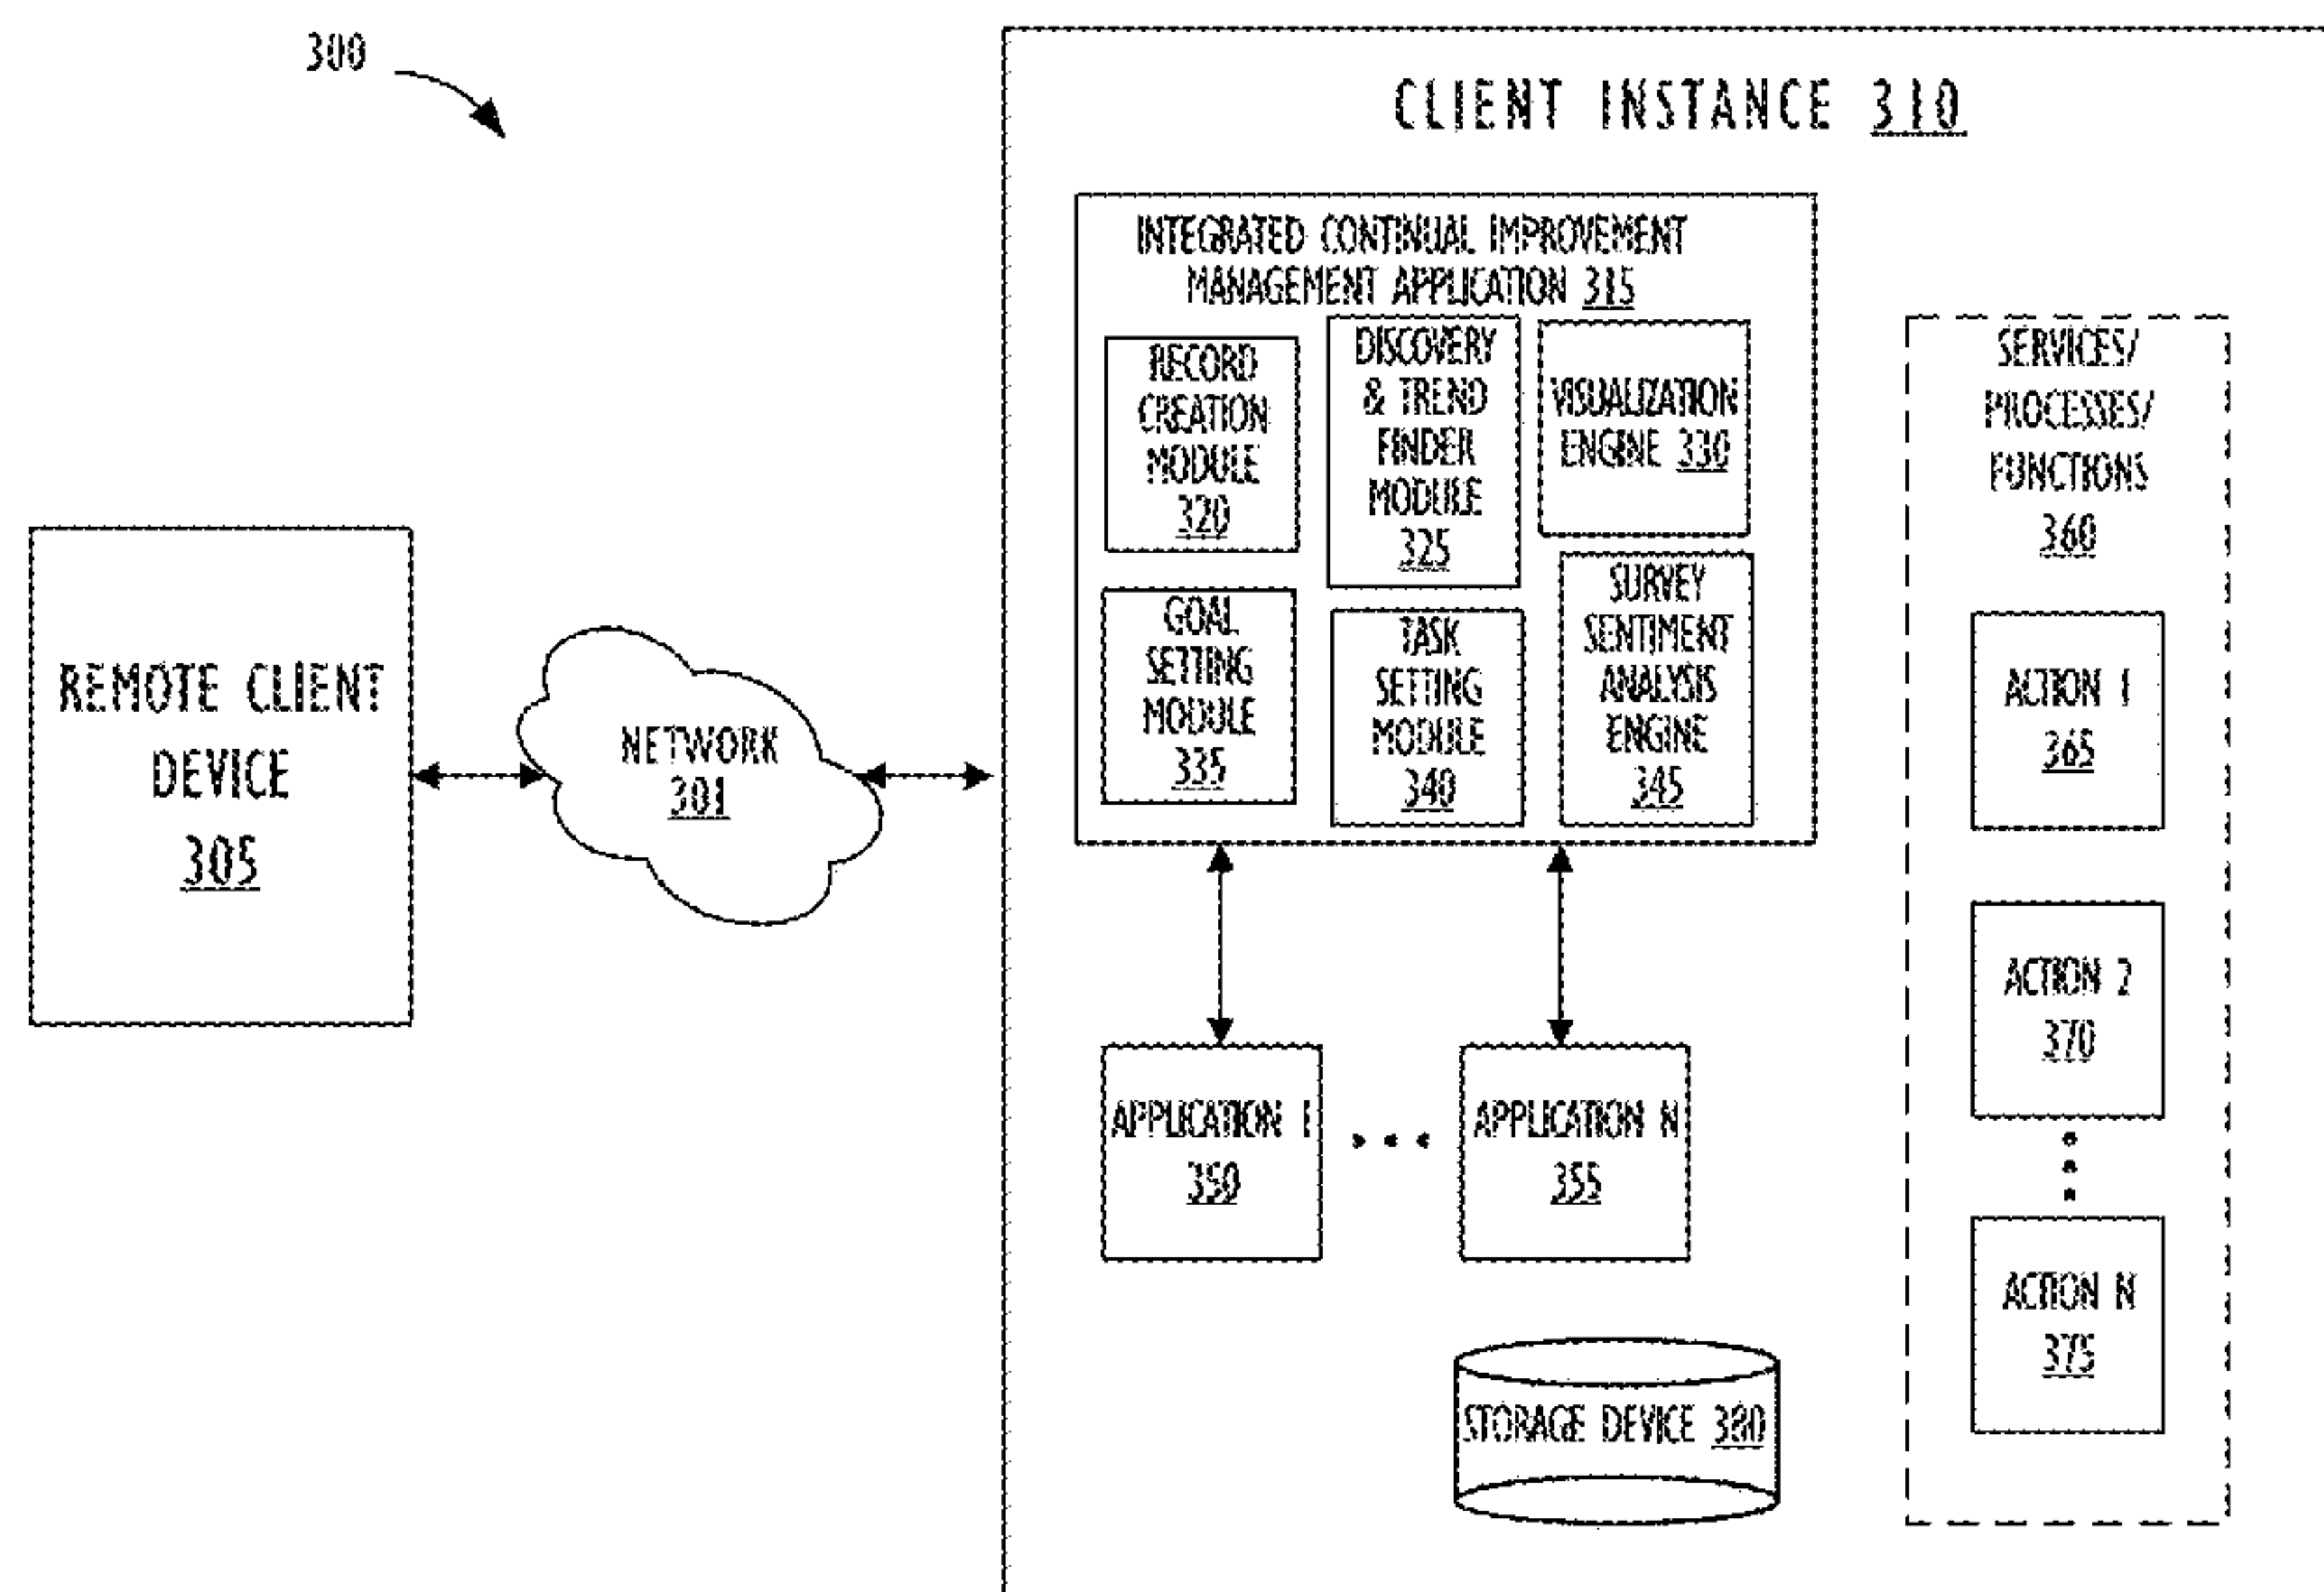 300
CLIENT INSTANCE 310
INTEGRATED CONTINUAL IMPROVEMENT
MANAGEMENT APPLICATION 315
RECORD
CREATION
MODULE
320
DISCOVERY
& TREND
FINDER
MODULE
325
VISUALIZATION
ENGINE 330
GOAL
SETTING
MODULE
335
TASK
SETTING
MODULE
340
SURVEY
SENTIMENT
ANALYSIS
ENGINE
345
SERVICES/
PROCESSES/
FUNCTIONS
360
ACTION 1
365
ACTION 2
370
ACTION N
375
REMOTE CLIENT
DEVICE
305
NETWORK
301
APPLICATION 1
350
APPLICATION N
355
STORAGE DEVICE 380